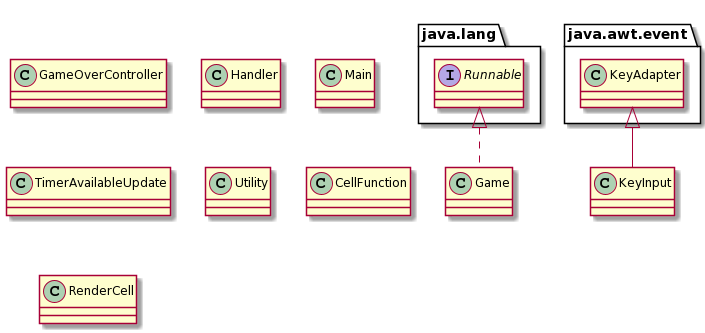 java.lang
java.awt.event
C GameOverController
C Handler
C Main
I Runnable
C KeyAdapter
C TimerAvailableUpdate
C Utility
C CellFunction
C Game
C KeyInput
C RenderCell